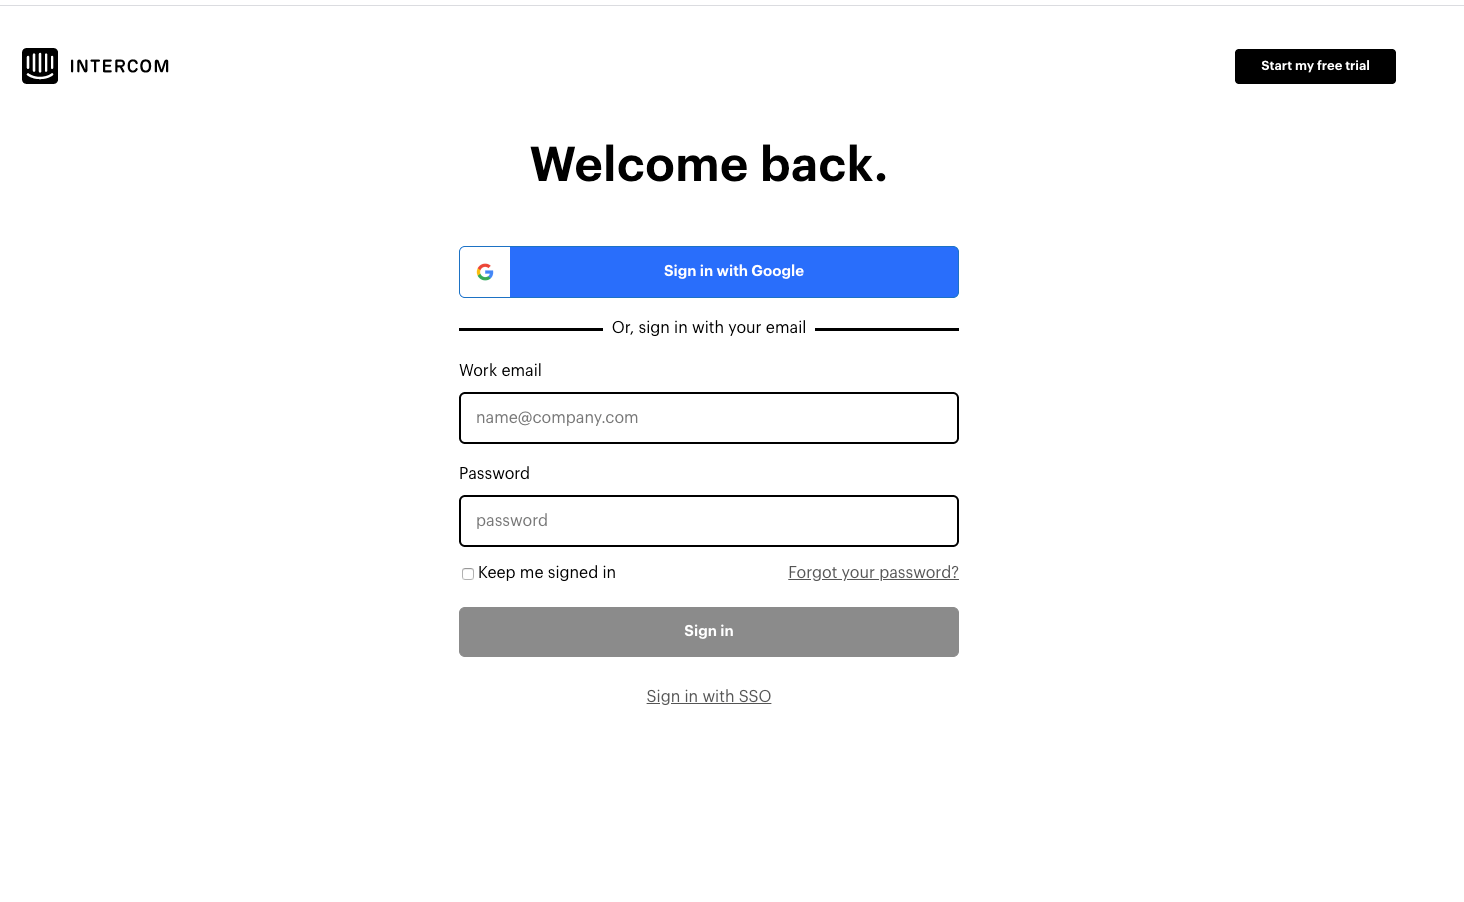 INTERCOM
Start my free trial
Welcome back.
Sign in with Google
Or, sign in with your email
Work email
name@company.com
Password
password
Keep me signed in
Forgot your password?
Sign in
Sign in with SSO